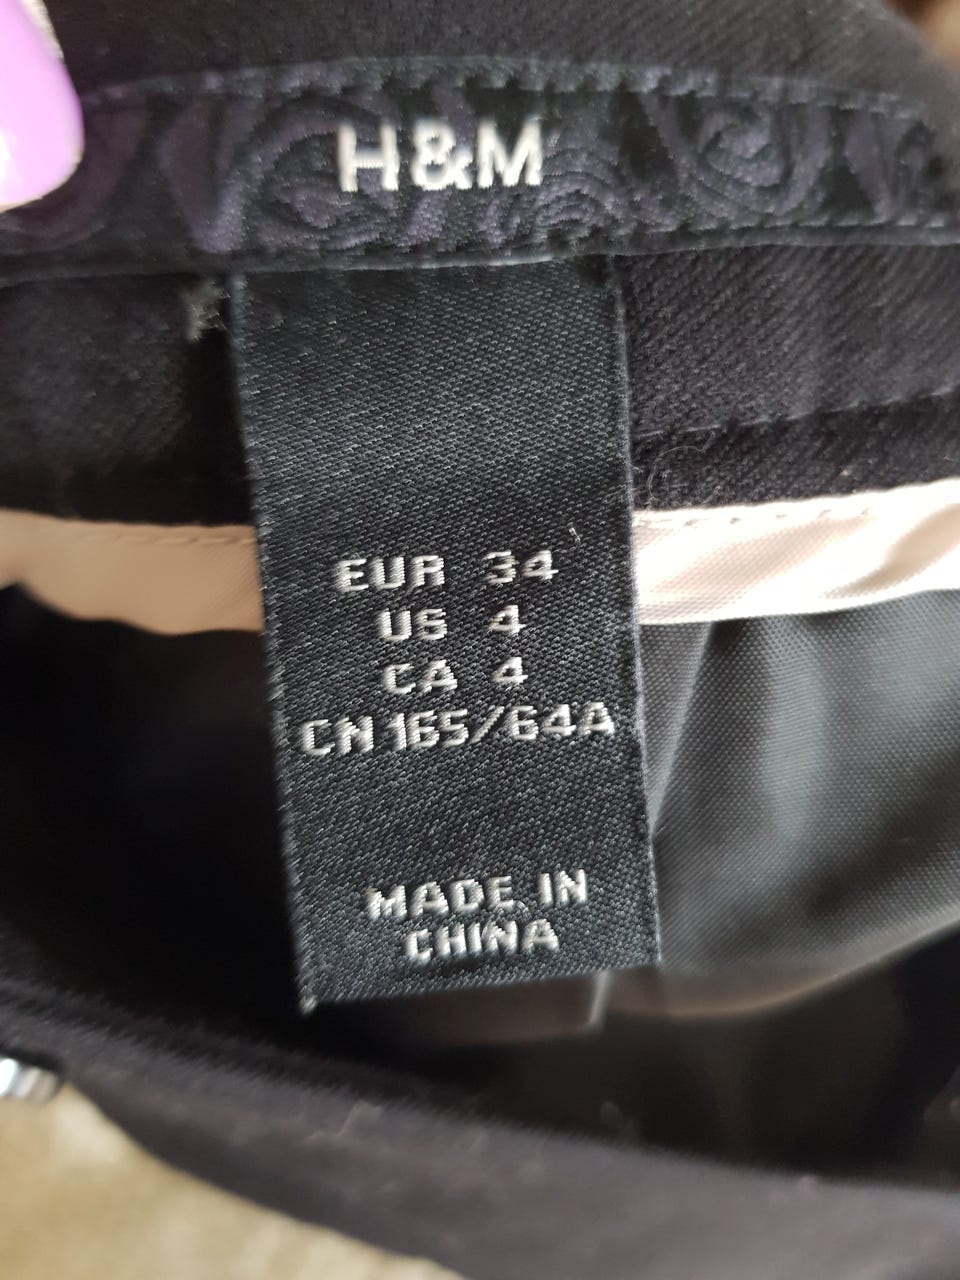 H&M
EUR 34
US 4
CA 4
CN 165/64A
MADE IN
CHINA